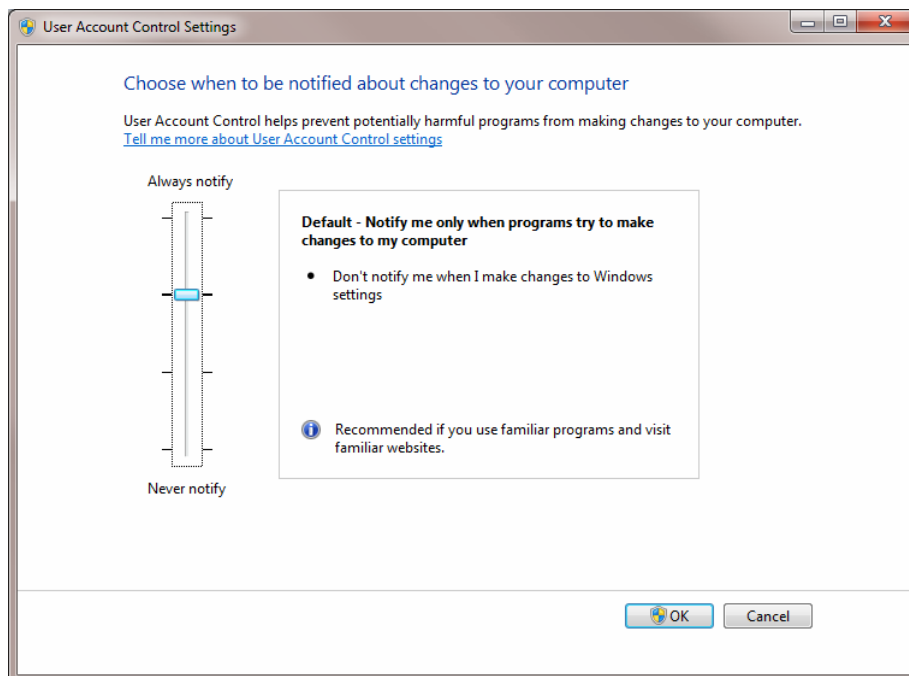 User Account Control Settings
Choose when to be notified about changes to your computer
User Account Control helps prevent potentially harmful programs from making changes to your computer.
Tell me more about User Account Control settings
Always notify
Default - Notify me only when programs try to make
changes to my computer
Don't notify me when I make changes to Windows
settings
Recommended if you use familiar programs and visit
familiar websites.
Never notify
OK
Cancel